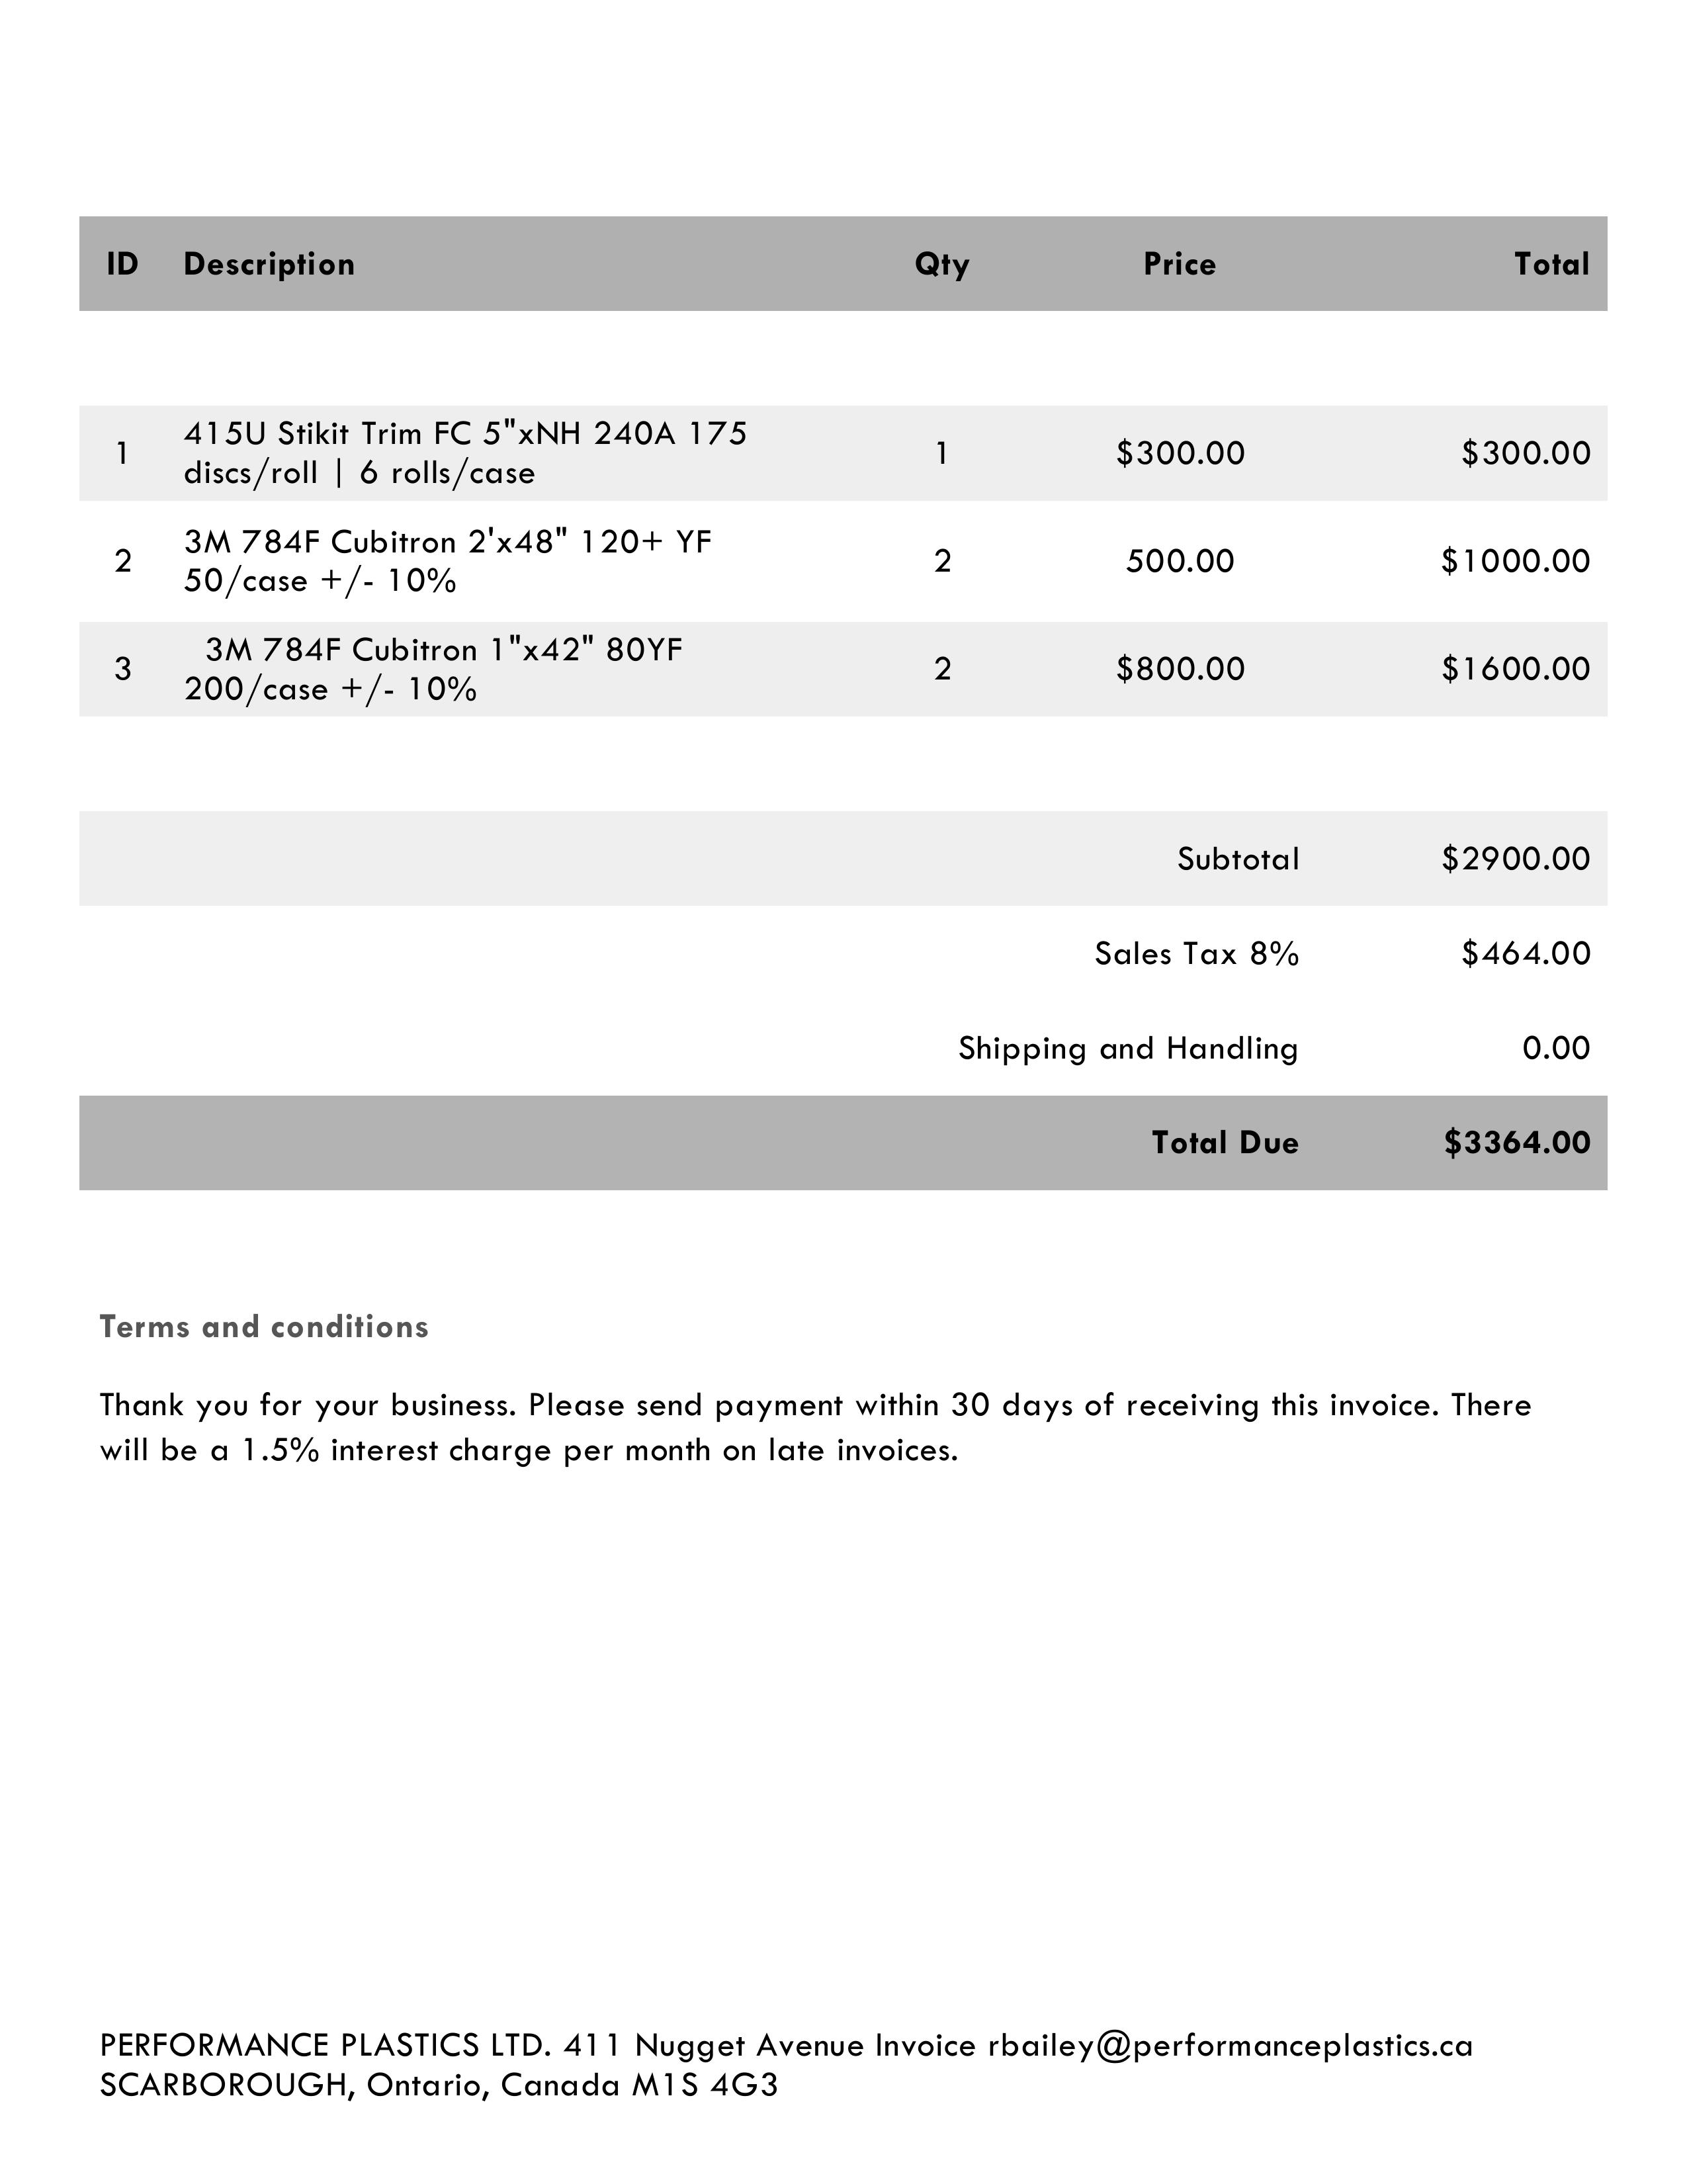 ID Description Qty Price Total
415U Stikit Trim FC 5"xNH 240A 175
1 discs/roll | 6 rolls/case 1 $300.00 $300.00
3M 784F Cubitron 2'x48" 120+ YF
2 50/case +/- 10% 2 500.00 $1000.00
3M 784F Cubitron 1"x42" 80YF
3 200/case +/- 10% 2 $800.00 $1600.00
Subtotal $2900.00
Sales Tax 8% $464.00
Shipping and Handling 0.00
Total Due $3364.00
Terms and conditions
Thank you for your business. Please send payment within 30 days of receiving this invoice. There
will be a 1.5% interest charge per month on late invoices.
PERFORMANCE PLASTICS LTD. 411 Nugget Avenue Invoice rbailey@performanceplastics.ca
SCARBOROUGH, Ontario, Canada M1S 4G3